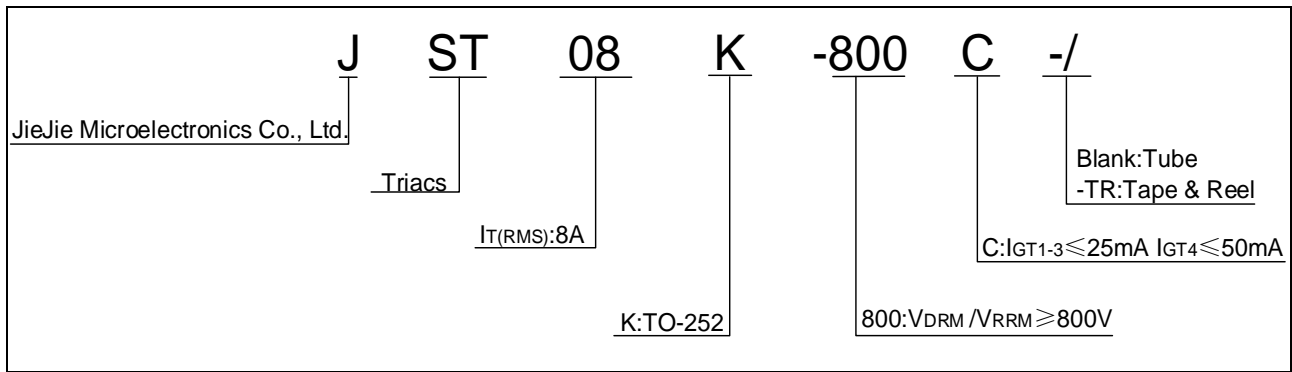 J ST 08 K -800 C -/
JieJie Microelectronics Co., Ltd.
Blank:Tube
-TR:Tape & Reel
Triacs
IT(RMS):8A
C:IGT1-3≤25mA IGT4≤50mA
K:TO-252
800:VDRM /VRRM≥800V